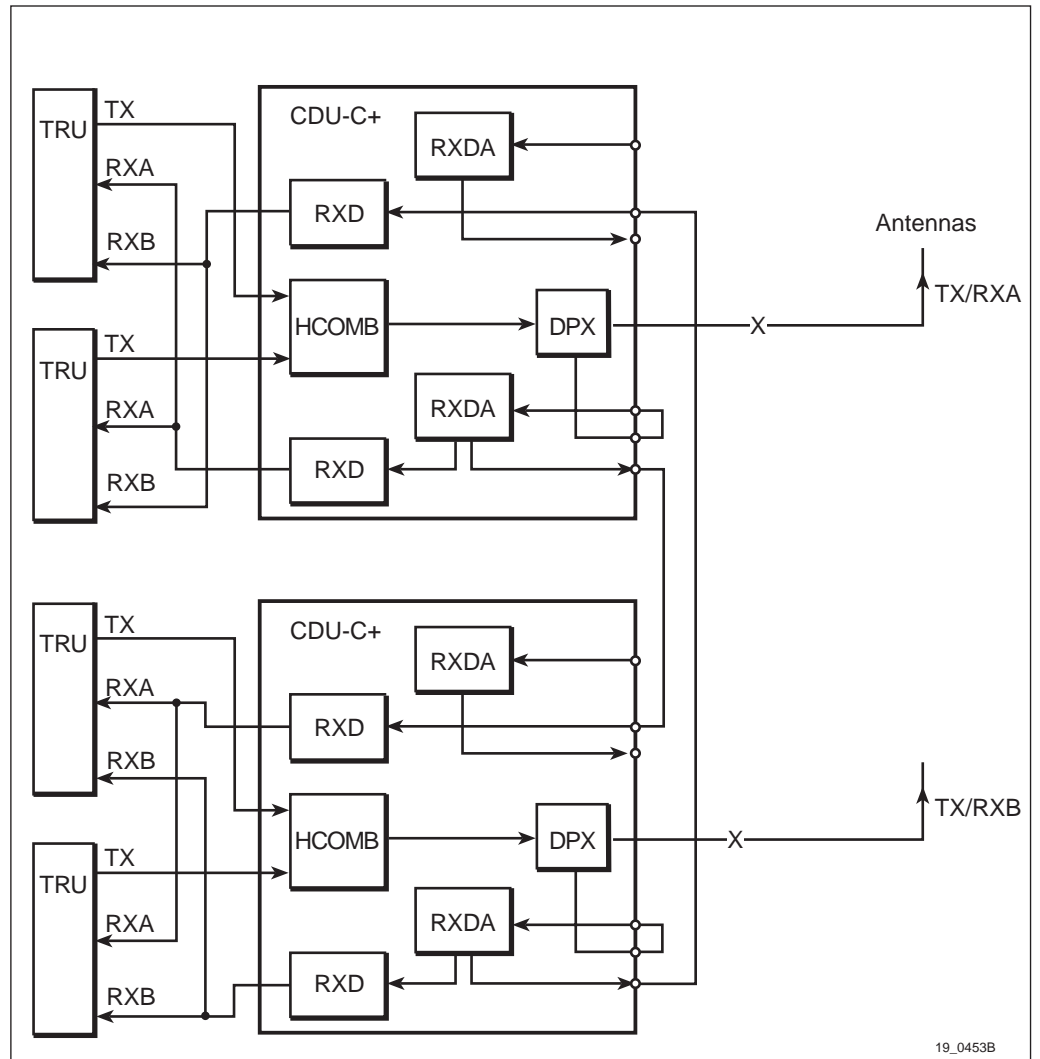 TRU
TX
RXA
RXB
CDU-C+
RXDA
RXD
HCOMB
DPX
Antennas
TX/RXA
X
TRU
TX
RXA
RXB
RXDA
RXD
TRU
TX
RXA
RXB
CDU-C+
RXDA
RXD
HCOMB
DPX
X
TX/RXB
TRU
TX
RXA
RXB
RXDA
RXD
19_0453B